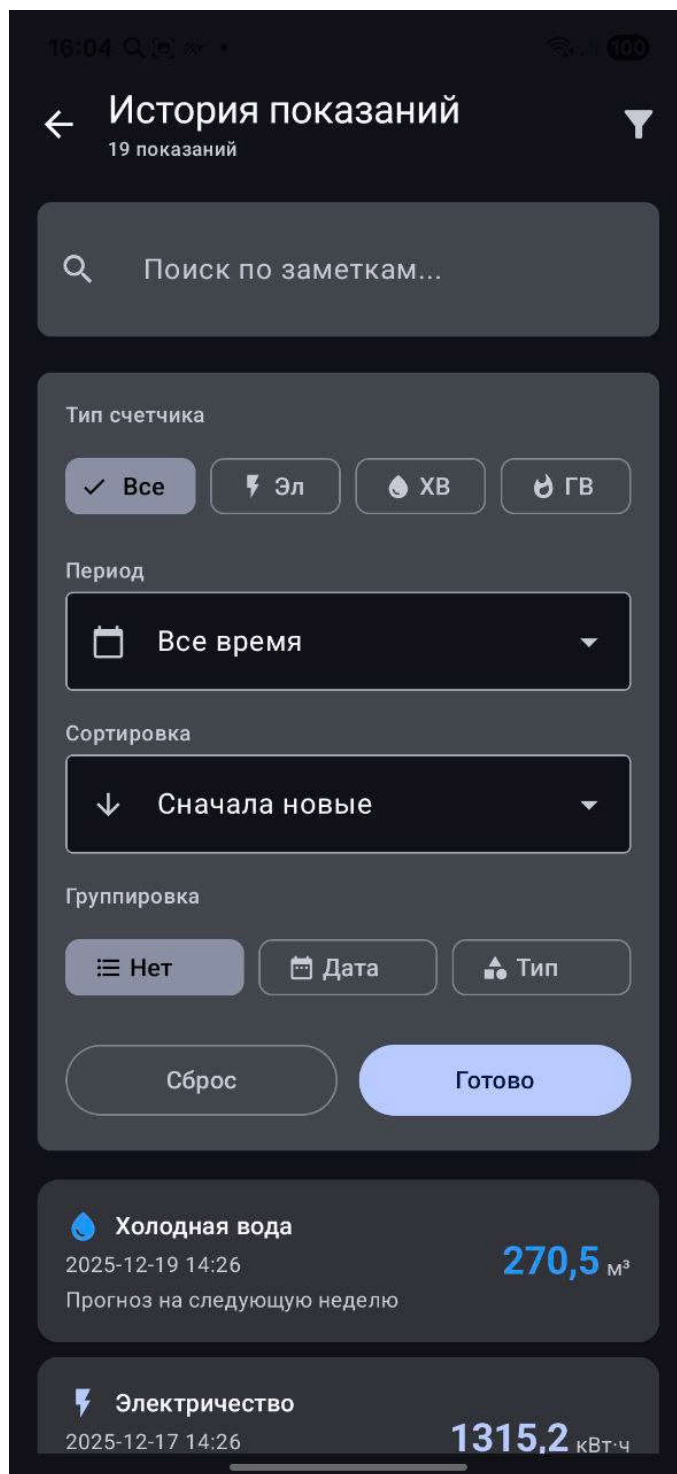 16:04
100
История показаний
19 показаний
Поиск по заметкам...
Тип счетчика
Все Эл ХВ ГВ
Период
Все время
Сортировка
Сначала новые
Группировка
Нет Дата Тип
Сброс Готово
Холодная вода
2025-12-19 14:26
270,5 м³
Прогноз на следующую неделю
Электричество
2025-12-17 14:26
1315,2 кВт·ч